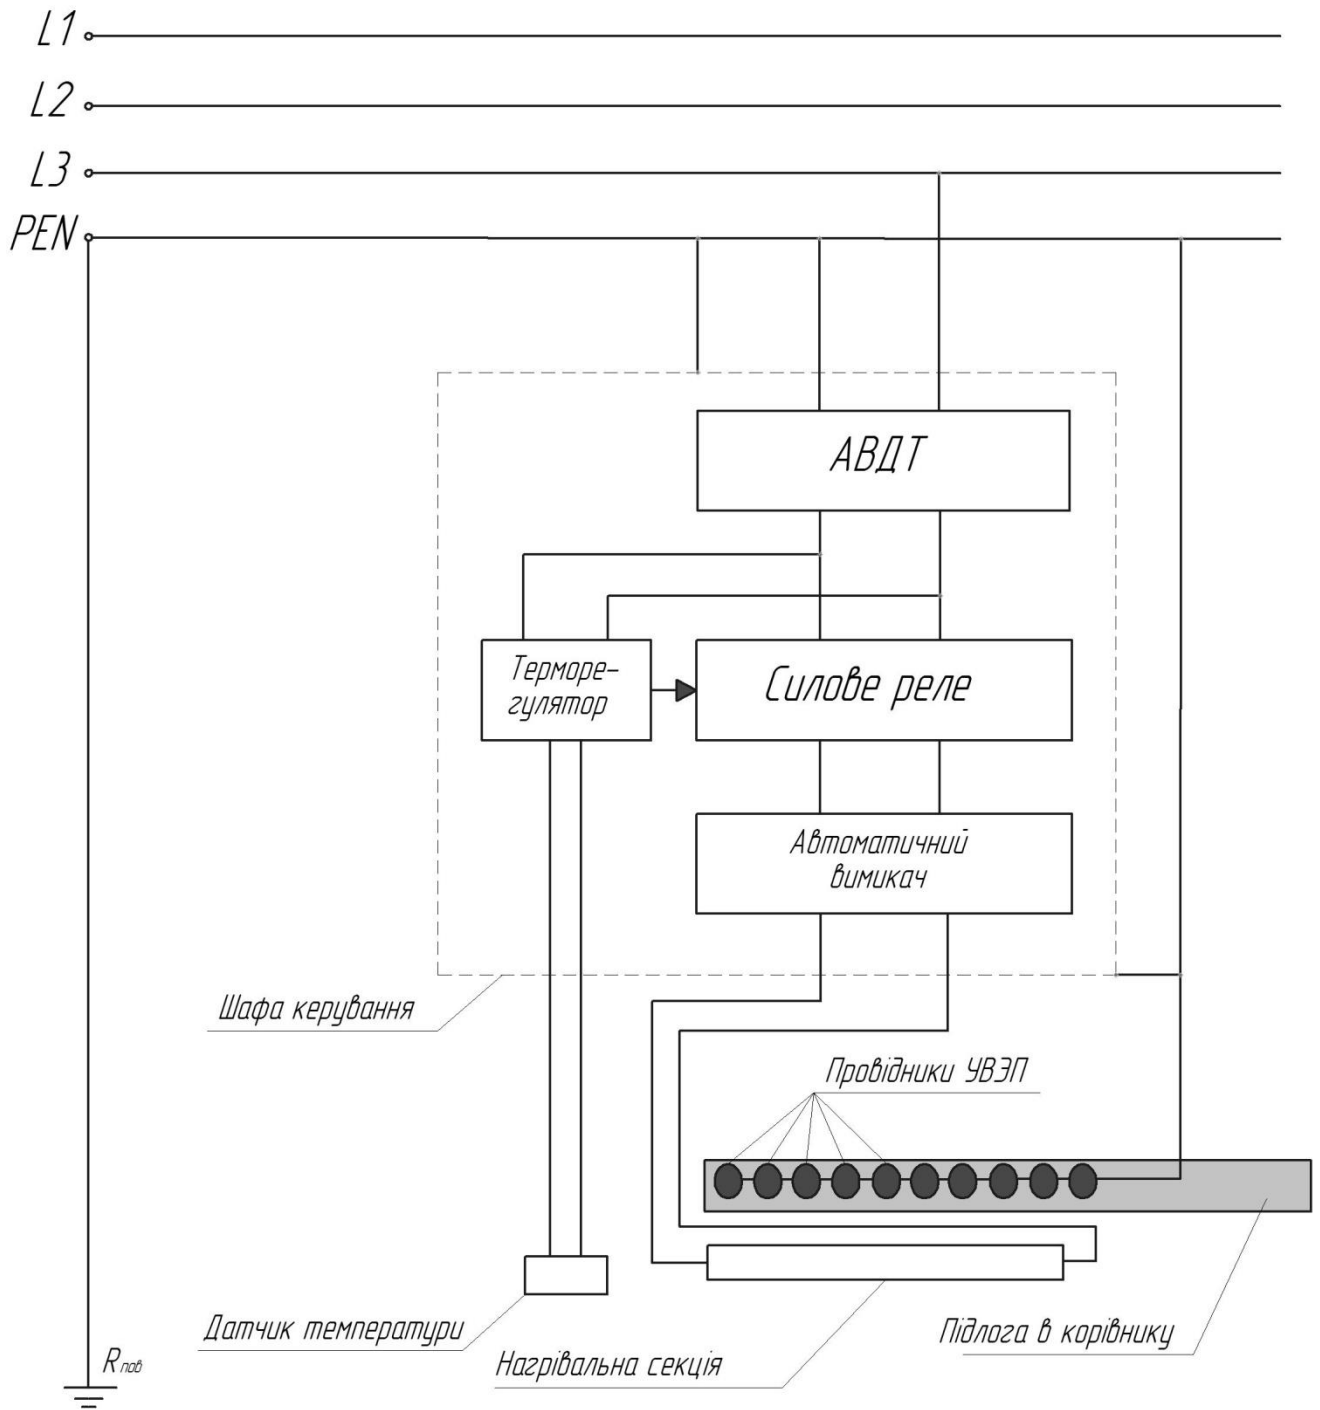 L1
L2
L3
PEN
АВДТ
Терморе-
гулятор
Силове реле
Автоматичний
вимикач
Шафа керування
Провідники УВЭП
Датчик температури
Нагрівальна секція
Підлога в корівнику
Rпов